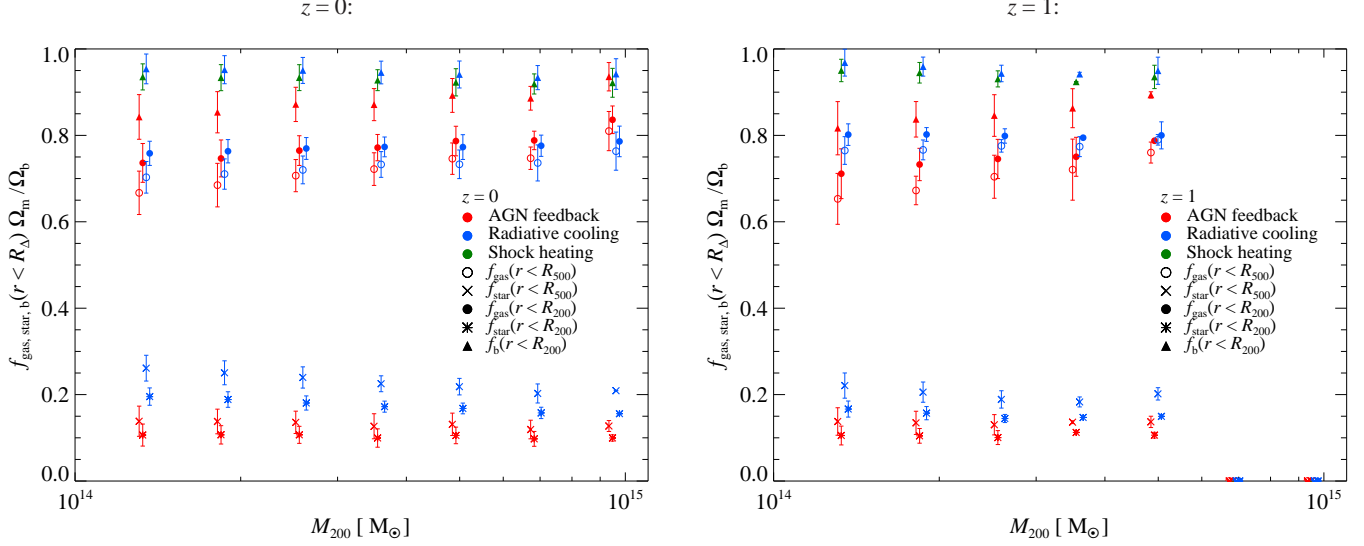 z = 0:
1.0
0.8
0.6
0.4
0.2
0.0
f_gas, star, b(r < R_Δ) Ω_m /Ω_b
z = 0
AGN feedback
Radiative cooling
Shock heating
f_gas(r < R_500)
f_star(r < R_500)
f_gas(r < R_200)
f_star(r < R_200)
f_b(r < R_200)
10^14
10^15
M_200 [ M_⊙]
z = 1:
1.0
0.8
0.6
0.4
0.2
0.0
f_gas, star, b(r < R_Δ) Ω_m /Ω_b
z = 1
AGN feedback
Radiative cooling
Shock heating
f_gas(r < R_500)
f_star(r < R_500)
f_gas(r < R_200)
f_star(r < R_200)
f_b(r < R_200)
10^14
10^15
M_200 [ M_⊙]